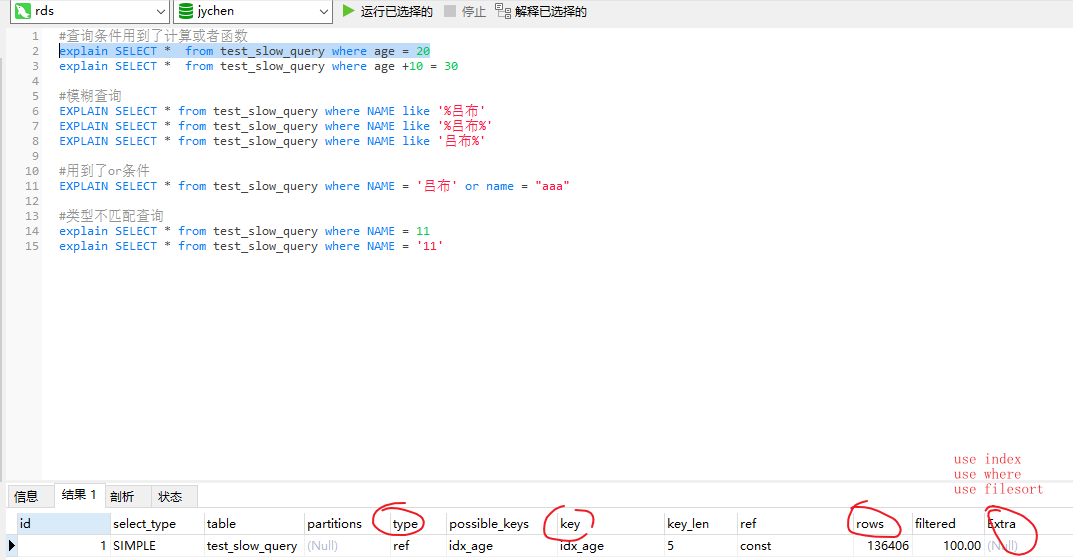 rds jychen 运行已选择的 停止 解释已选择的
1 #查询条件用到了计算或者函数
2 explain SELECT *  from test_slow_query where age = 20
3 explain SELECT *  from test_slow_query where age +10 = 30
4
5 #模糊查询
6 EXPLAIN SELECT * from test_slow_query where NAME like '%吕布'
7 EXPLAIN SELECT * from test_slow_query where NAME like '%吕布%'
8 EXPLAIN SELECT * from test_slow_query where NAME like '吕布%'
9
10 #用到了or条件
11 EXPLAIN SELECT * from test_slow_query where NAME = '吕布' or name = "aaa"
12
13 #类型不匹配查询
14 explain SELECT * from test_slow_query where NAME = 11
15 explain SELECT * from test_slow_query where NAME = '11'
use index
use where
use filesort
信息 结果 1 剖析 状态
id select_type table partitions type possible_keys key key_len ref rows filtered Extra
1 SIMPLE test_slow_query (Null) ref idx_age idx_age 5 const 136406 100.00 (Null)